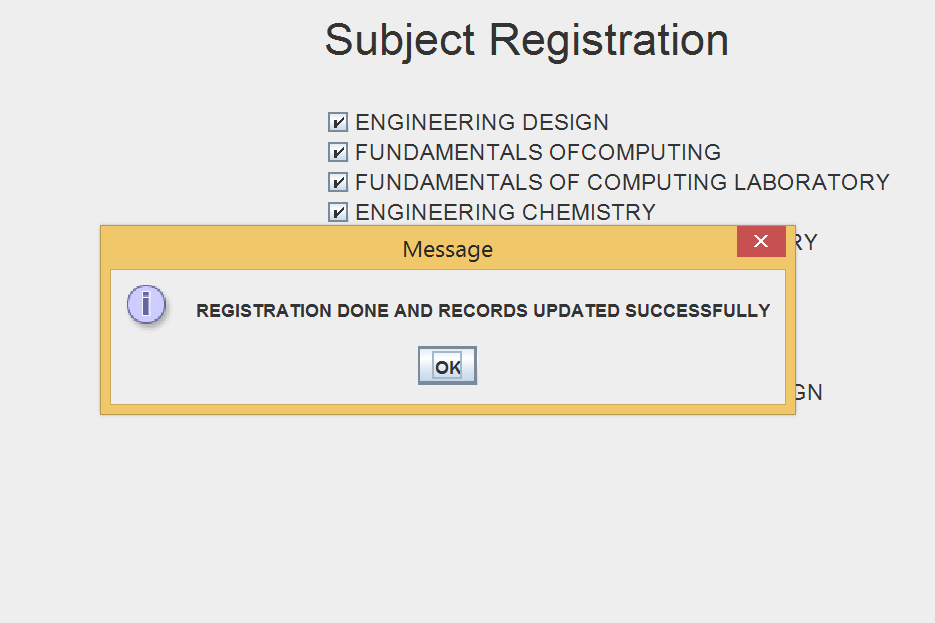 Subject Registration
ENGINEERING DESIGN
FUNDAMENTALS OFCOMPUTING
FUNDAMENTALS OF COMPUTING LABORATORY
ENGINEERING CHEMISTRY
Message
REGISTRATION DONE AND RECORDS UPDATED SUCCESSFULLY
OK